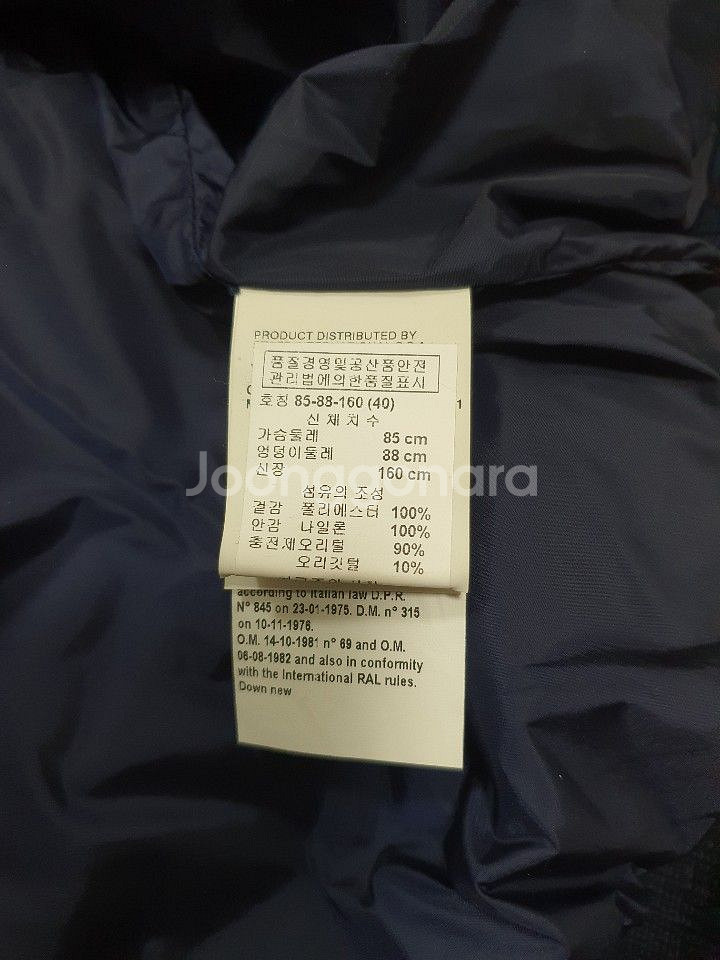 PRODUCT DISTRIBUTED BY
품질경영및공산품안전
관리법에의한품질표시
호칭 85-88-160 (40)
신체치수
가슴둘레 85 cm
엉덩이둘레 88 cm
신장 160 cm
Joonggonara
섬유의 조성
겉감 폴리에스터 100%
안감 나일론 100%
충전제오리털 90%
오리깃털 10%
according to Italian law D.P.R.
N° 845 on 23-01-1975. D.M. n° 315
on 10-11-1976.
O.M. 14-10-1981 n° 69 and O.M.
06-08-1982 and also in conformity
with the International RAL rules.
Down new